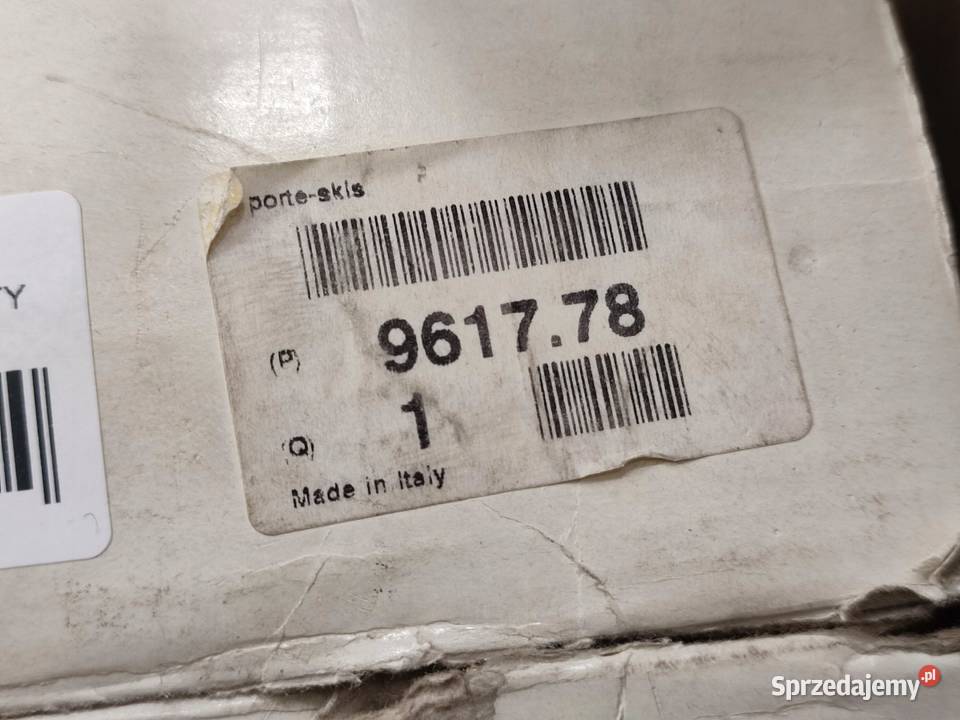 porte-skis
(P)
9617.78
(Q)
1
Made in Italy
Sprzedajemy.pl